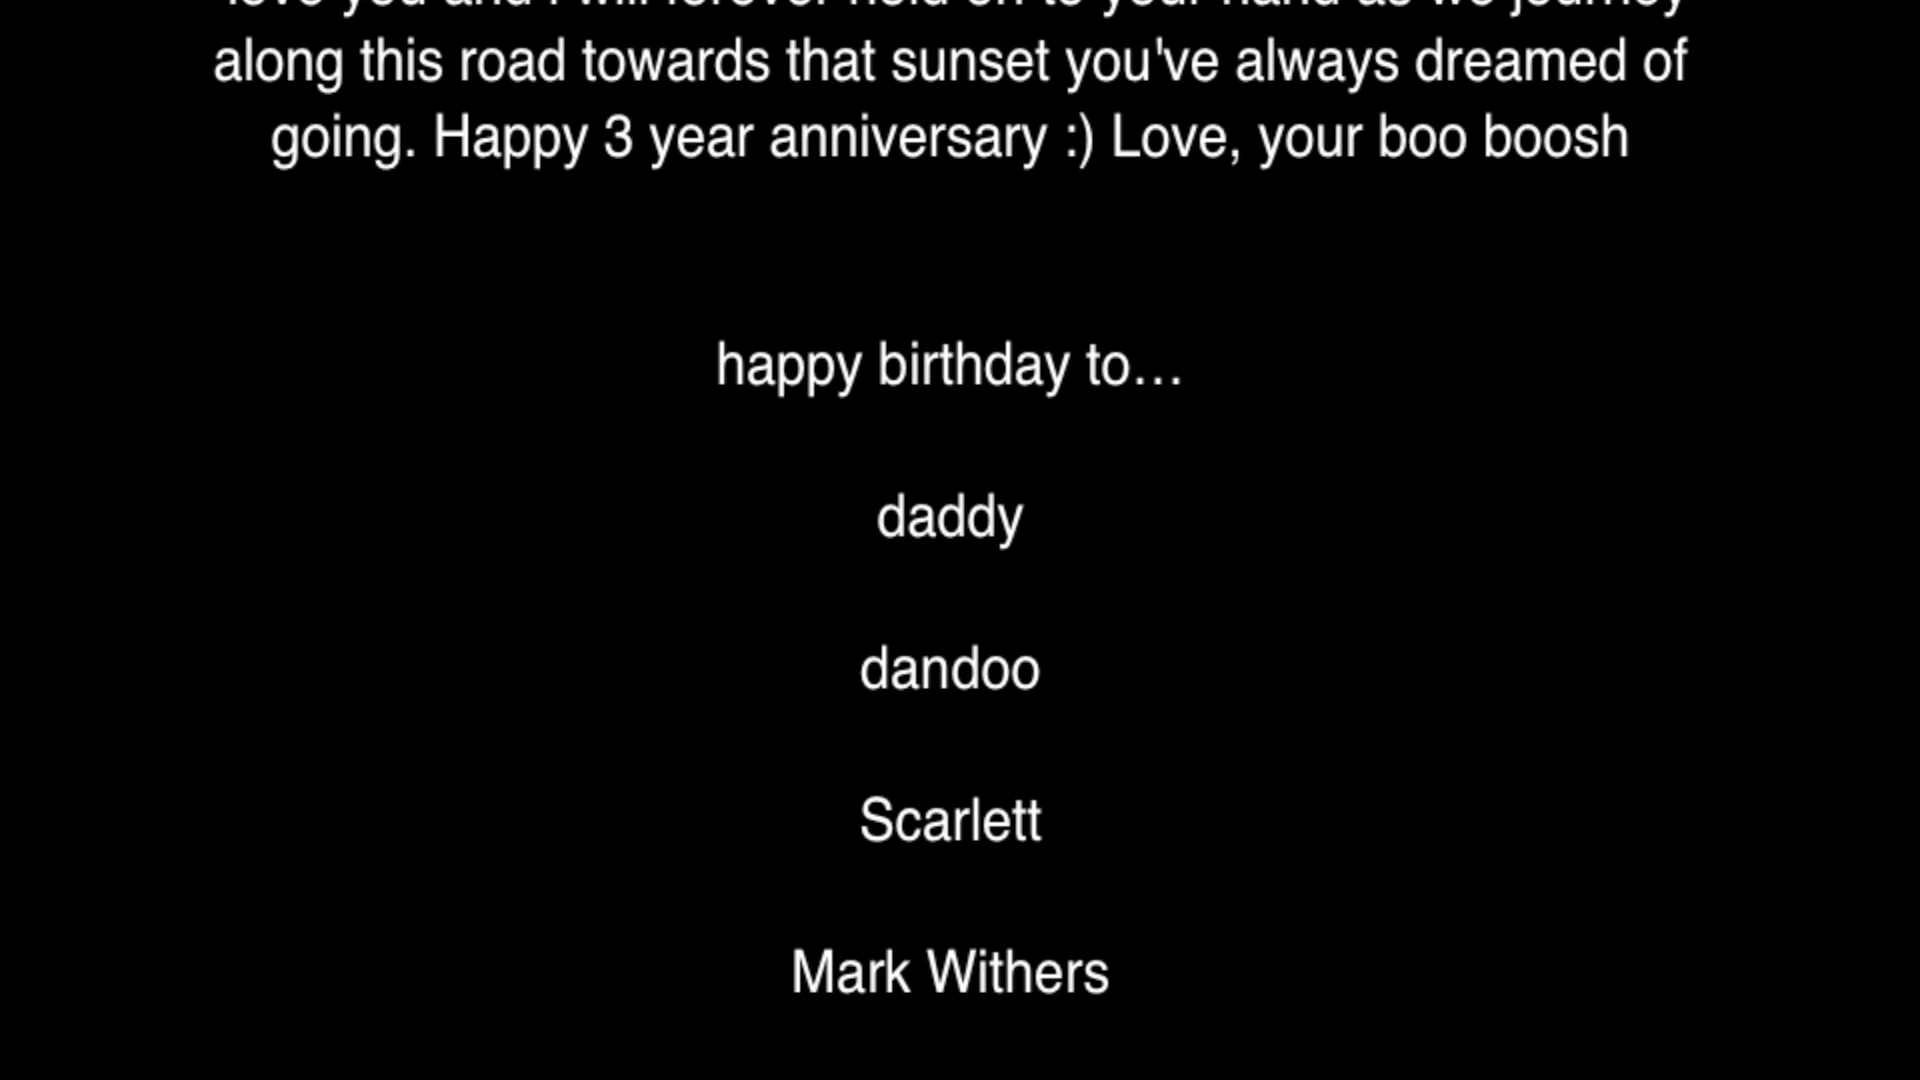 love you and i will forever hold on to your hand as we journey
along this road towards that sunset you've always dreamed of
going. Happy 3 year anniversary :) Love, your boo boosh
happy birthday to…
daddy
dandoo
Scarlett
Mark Withers